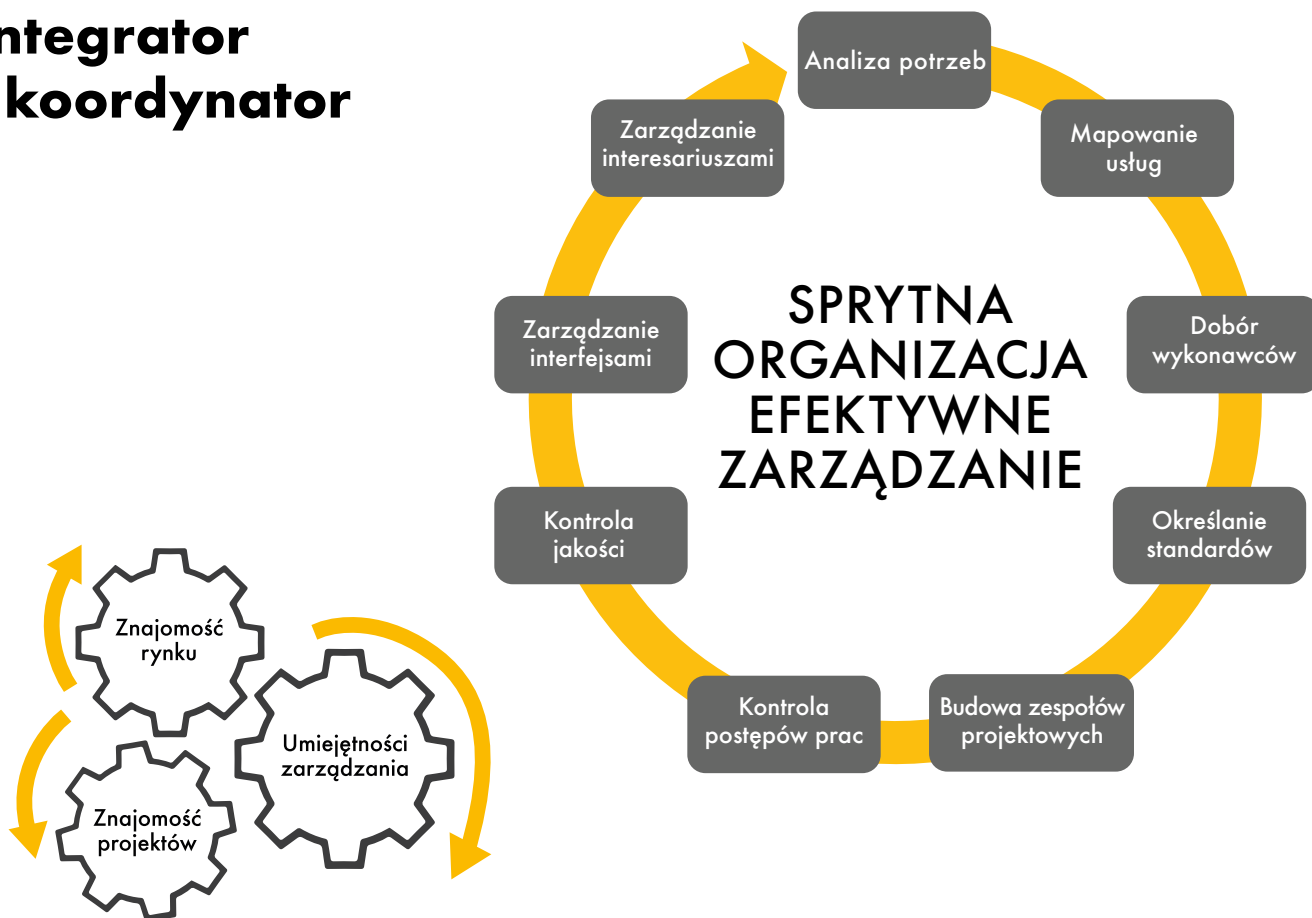 ntegrator
koordynator
Analiza potrzeb
Mapowanie
usług
Dobór
wykonawców
Określanie
standardów
Budowa zespołów
projektowych
Kontrola
postępów prac
Kontrola
jakości
Zarządzanie
interfejsami
Zarządzanie
interesariuszami
SPRYTNA
ORGANIZACJA
EFEKTYWNE
ZARZĄDZANIE
Znajomość
rynku
Umiejętności
zarządzania
Znajomość
projektów